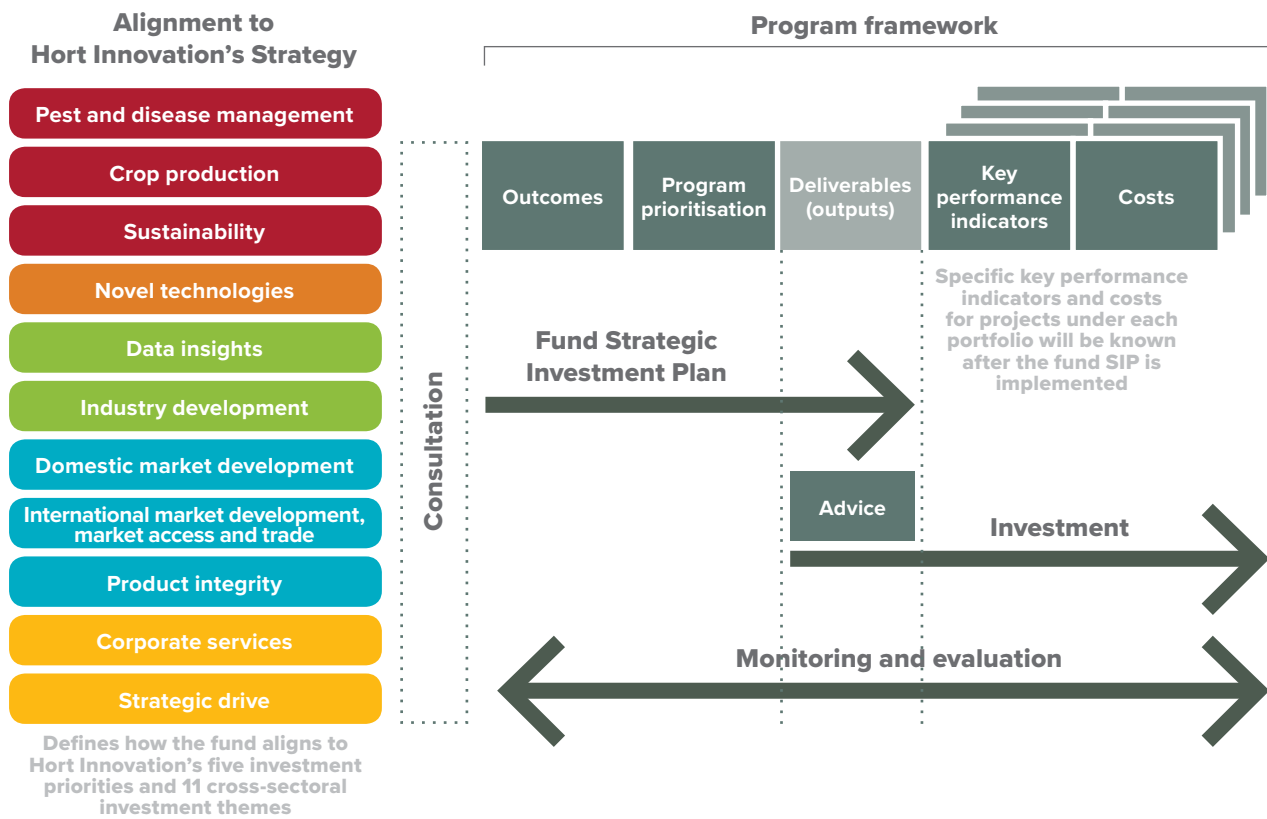 Alignment to
Hort Innovation's Strategy
Pest and disease management
Crop production
Sustainability
Novel technologies
Data insights
Industry development
Domestic market development
International market development,
market access and trade
Product integrity
Corporate services
Strategic drive
Defines how the fund aligns to
Hort Innovation's five investment
priorities and 11 cross-sectoral
investment themes
Consultation
Program framework
Outcomes
Program
prioritisation
Deliverables
(outputs)
Key
performance
indicators
Costs
Specific key performance
indicators and costs
for projects under each
portfolio will be known
after the fund SIP is
implemented
Fund Strategic
Investment Plan
Advice
Investment
Monitoring and evaluation